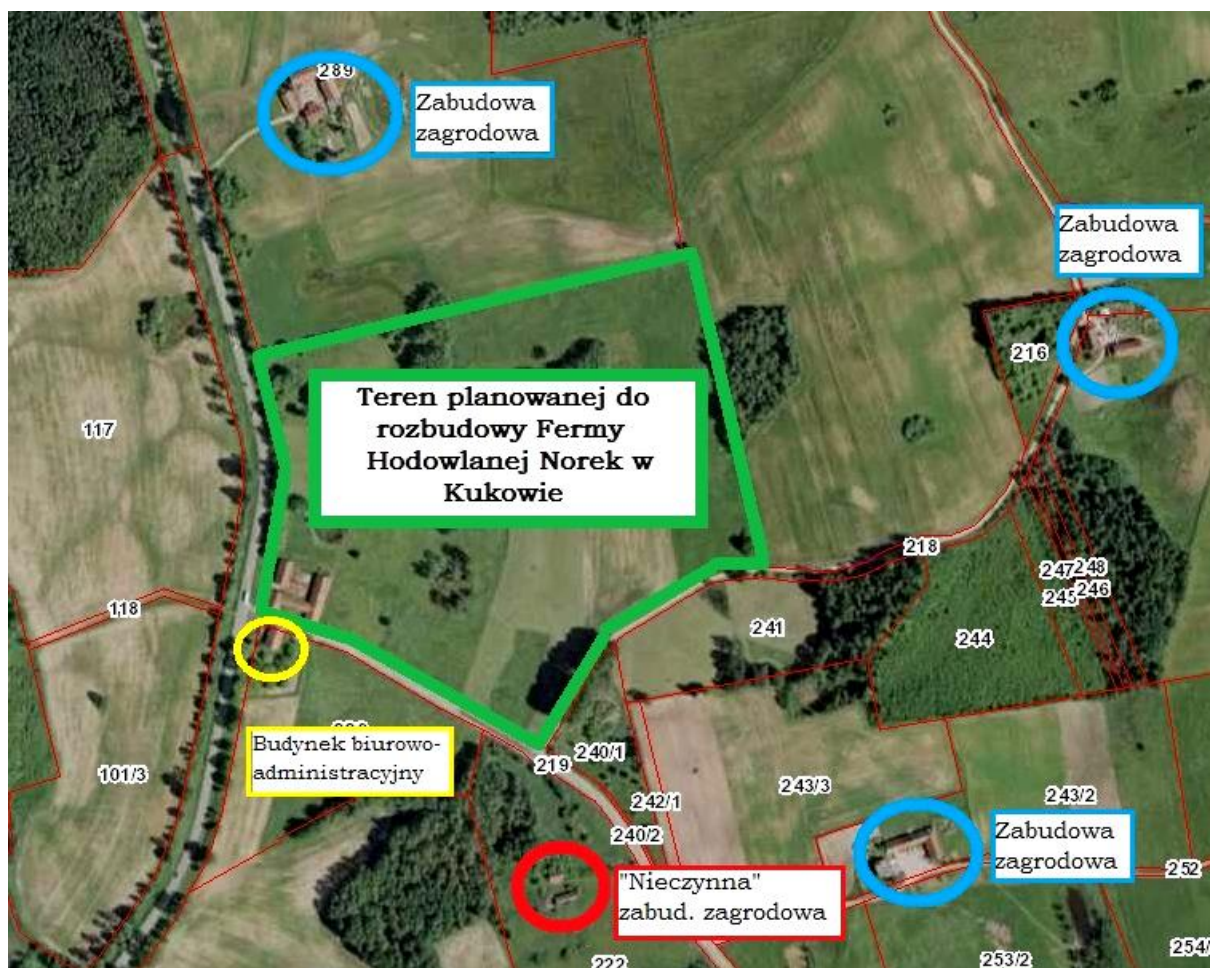 289
Zabudowa
zagrodowa
Zabudowa
zagrodowa
216
Teren planowanej do
rozbudowy Fermy
Hodowlanej Norek w
Kukowie
117
218
247 248
245 246
118
241
244
Budynek biurowo-
administracyjny
101/3
219
240/1
243/3
242/1
243/2
240/2
Zabudowa
zagrodowa
"Nieczynna"
zabud. zagrodowa
252
222
253/2
254/